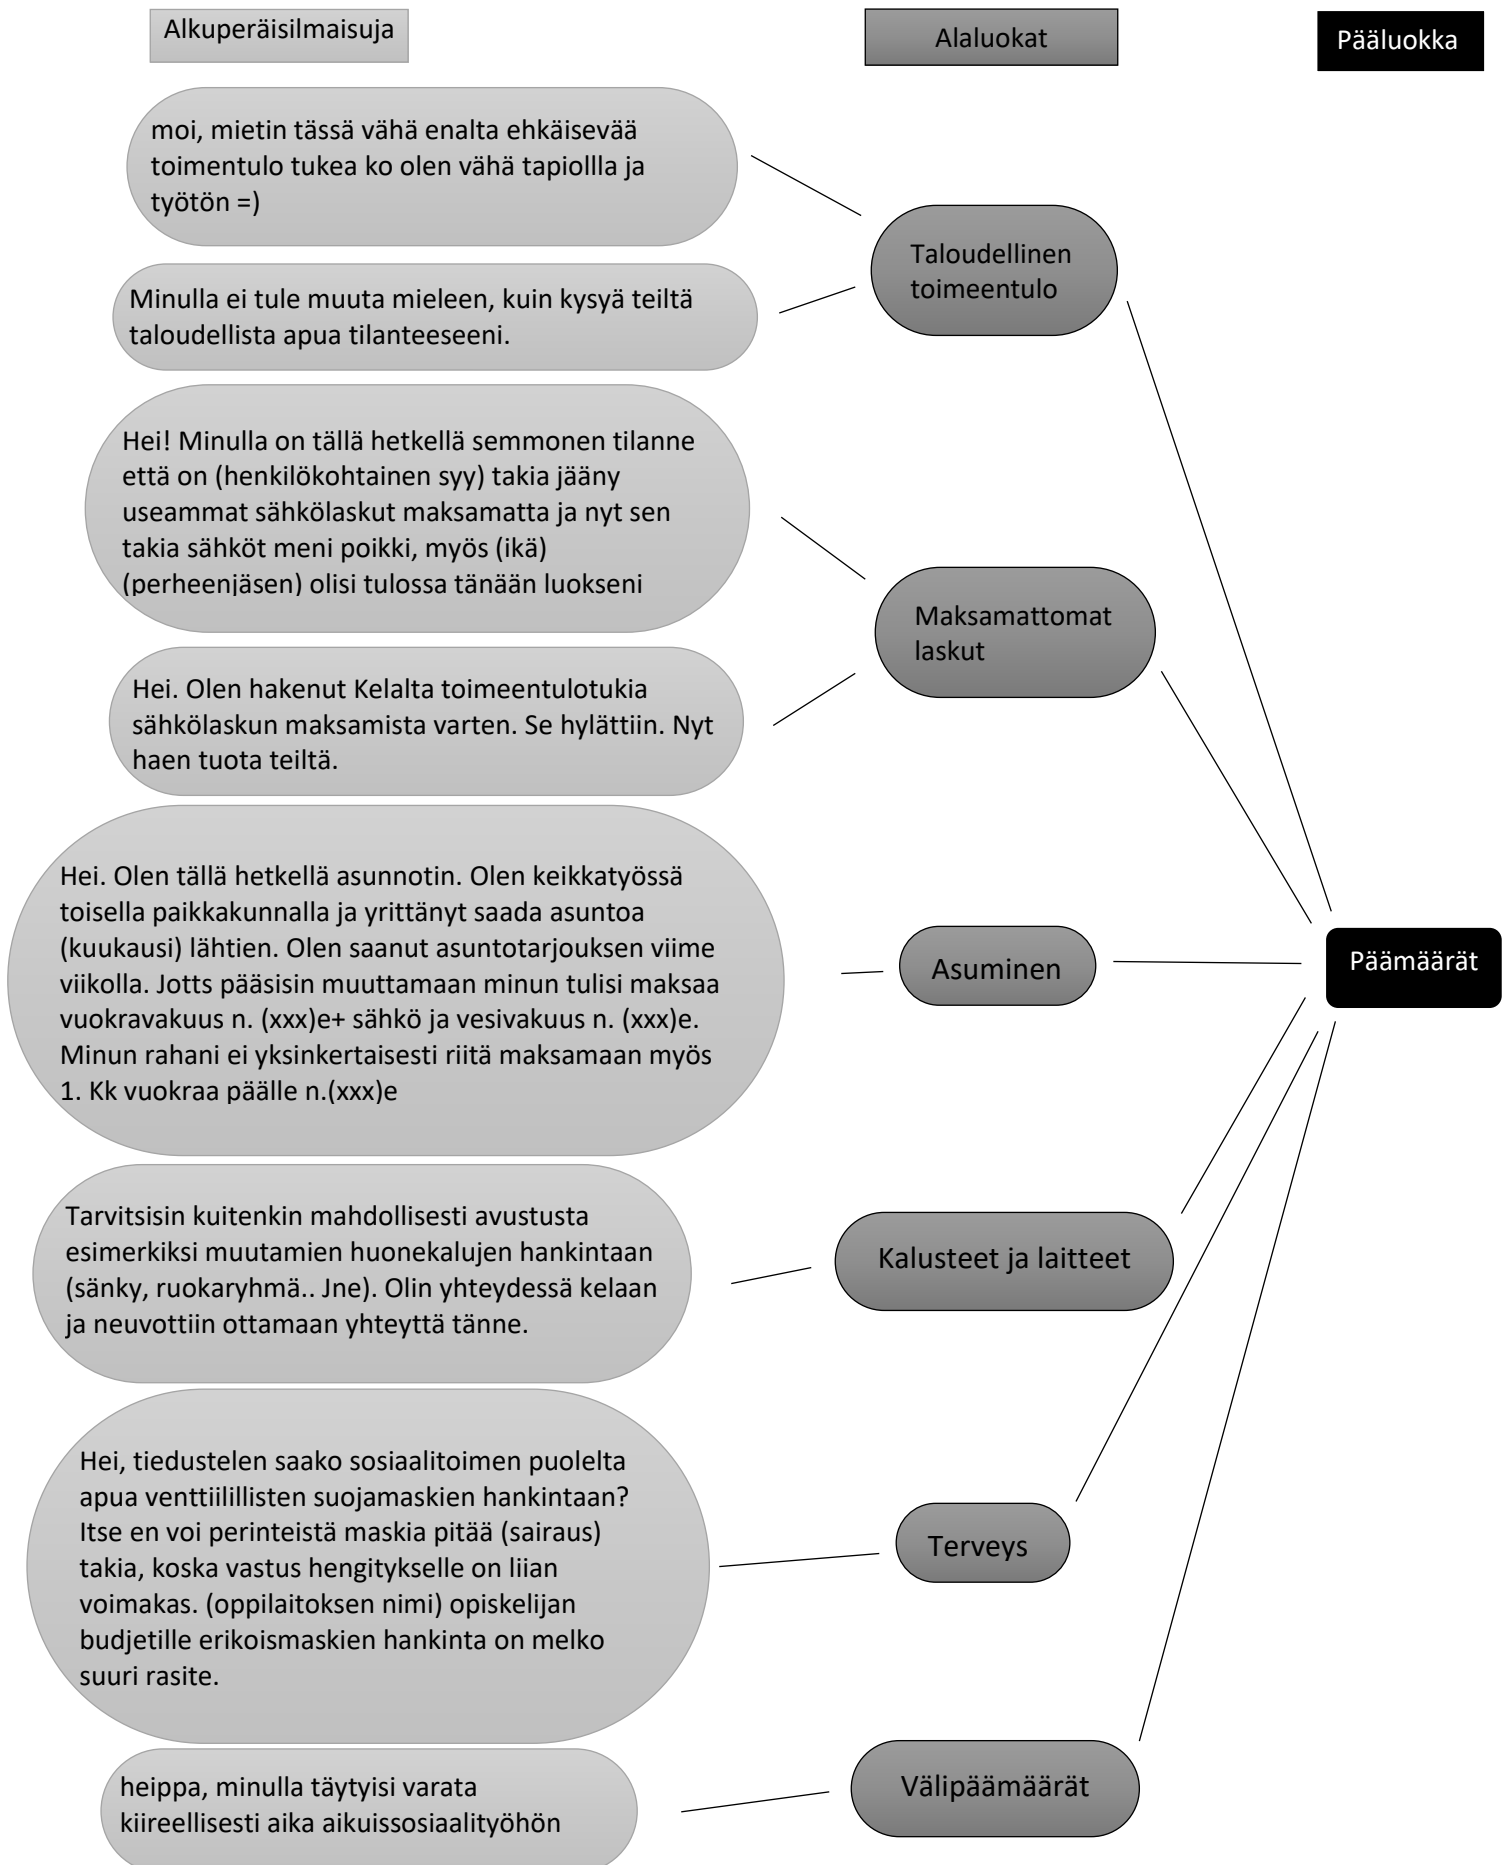 Alkuperäisilmaisuja
Alaluokat
Pääluokka
moi, mietin tässä vähä enalta ehkäisevää
toimentulo tukea ko olen vähä tapiollla ja
työtön =)
Taloudellinen
toimeentulo
Minulla ei tule muuta mieleen, kuin kysyä teiltä
taloudellista apua tilanteeseeni.
Hei! Minulla on tällä hetkellä semmonen tilanne
että on (henkilökohtainen syy) takia jääny
useammat sähkölaskut maksamatta ja nyt sen
takia sähköt meni poikki, myös (ikä)
(perheenjäsen) olisi tulossa tänään luokseni
Maksamattomat
laskut
Hei. Olen hakenut Kelalta toimeentulotukia
sähkölaskun maksamista varten. Se hylättiin. Nyt
haen tuota teiltä.
Hei. Olen tällä hetkellä asunnotin. Olen keikkatyössä
toisella paikkakunnalla ja yrittänyt saada asuntoa
(kuukausi) lähtien. Olen saanut asuntotarjouksen viime
viikolla. Jotts pääsisin muuttamaan minun tulisi maksaa
vuokravakuus n. (xxx)e+ sähkö ja vesivakuus n. (xxx)e.
Minun rahani ei yksinkertaisesti riitä maksamaan myös
1. Kk vuokraa päälle n.(xxx)e
Asuminen
Päämäärät
Tarvitsisin kuitenkin mahdollisesti avustusta
esimerkiksi muutamien huonekalujen hankintaan
(sänky, ruokaryhmä.. Jne). Olin yhteydessä kelaan
ja neuvottiin ottamaan yhteyttä tänne.
Kalusteet ja laitteet
Hei, tiedustelen saako sosiaalitoimen puolelta
apua venttiilillisten suojamaskien hankintaan?
Itse en voi perinteistä maskia pitää (sairaus)
takia, koska vastus hengitykselle on liian
voimakas. (oppilaitoksen nimi) opiskelijan
budjetille erikoismaskien hankinta on melko
suuri rasite.
Terveys
heippa, minulla täytyisi varata
kiireellisesti aika aikuissosiaalityöhön
Välipäämäärät